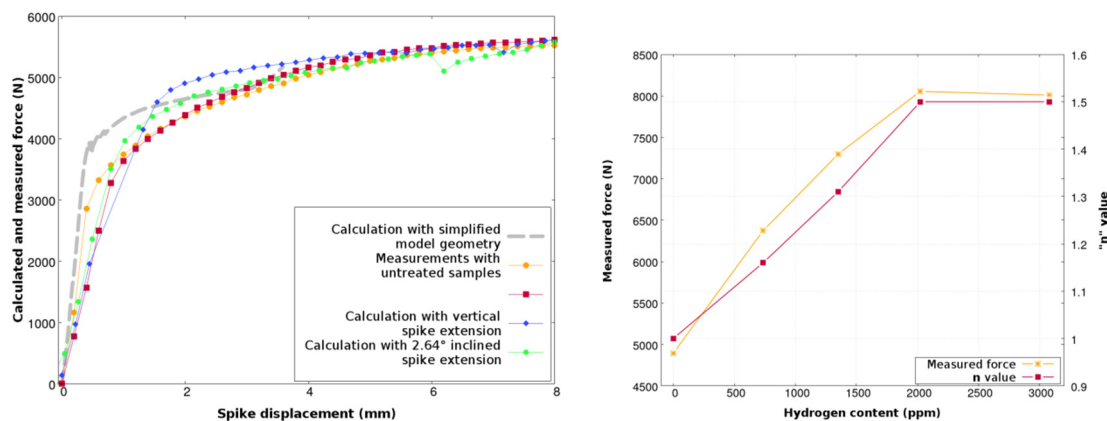 6000
5000
4000
3000
2000
1000
0
0
2
4
6
8
Calculated and measured force (N)
Spike displacement (mm)
Calculation with simplified
model geometry
Measurements with
untreated samples
Calculation with vertical
spike extension
Calculation with 2.64° inclined
spike extension
8500
8000
7500
7000
6500
6000
5500
5000
4500
0
500
1000
1500
2000
2500
3000
1.6
1.5
1.4
1.3
1.2
1.1
1
0.9
Measured force (N)
"n" value
Hydrogen content (ppm)
Measured force
n value